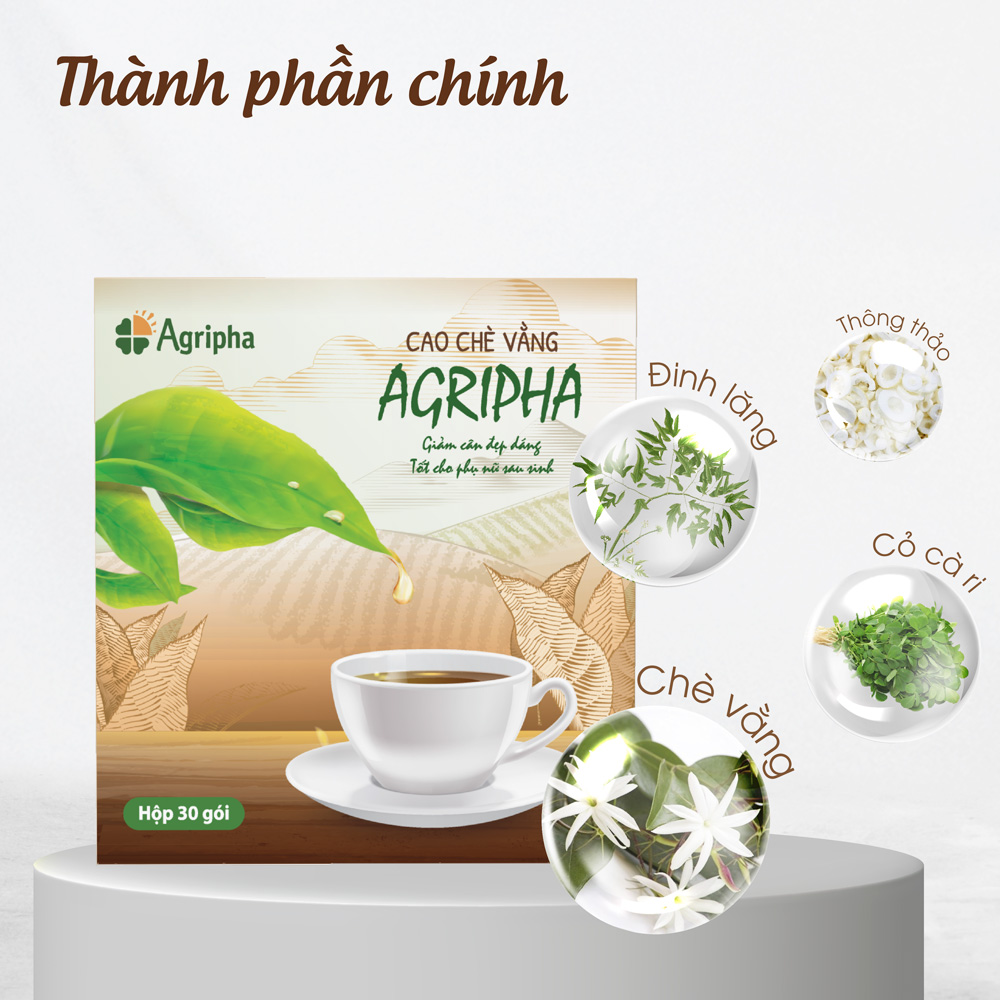 Thành phần chính
Agripha
CAO CHÈ VẰNG
AGRIPHA
Giảm cân đẹp dáng
Tốt cho phụ nữ sau sinh
Hộp 30 gói
Đinh lăng
Thông thảo
Cỏ cà ri
Chè vằng